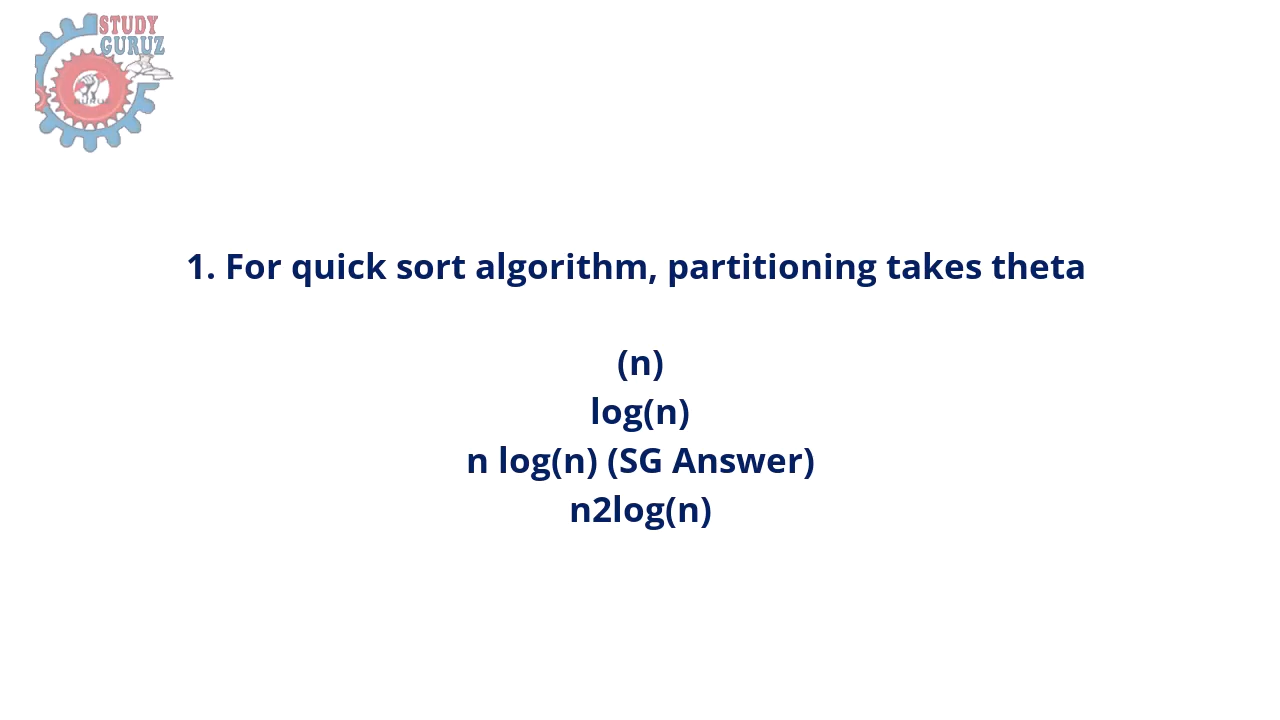 STUDY
GURUZ
1. For quick sort algorithm, partitioning takes theta
(n)
log(n)
n log(n) (SG Answer)
n2log(n)